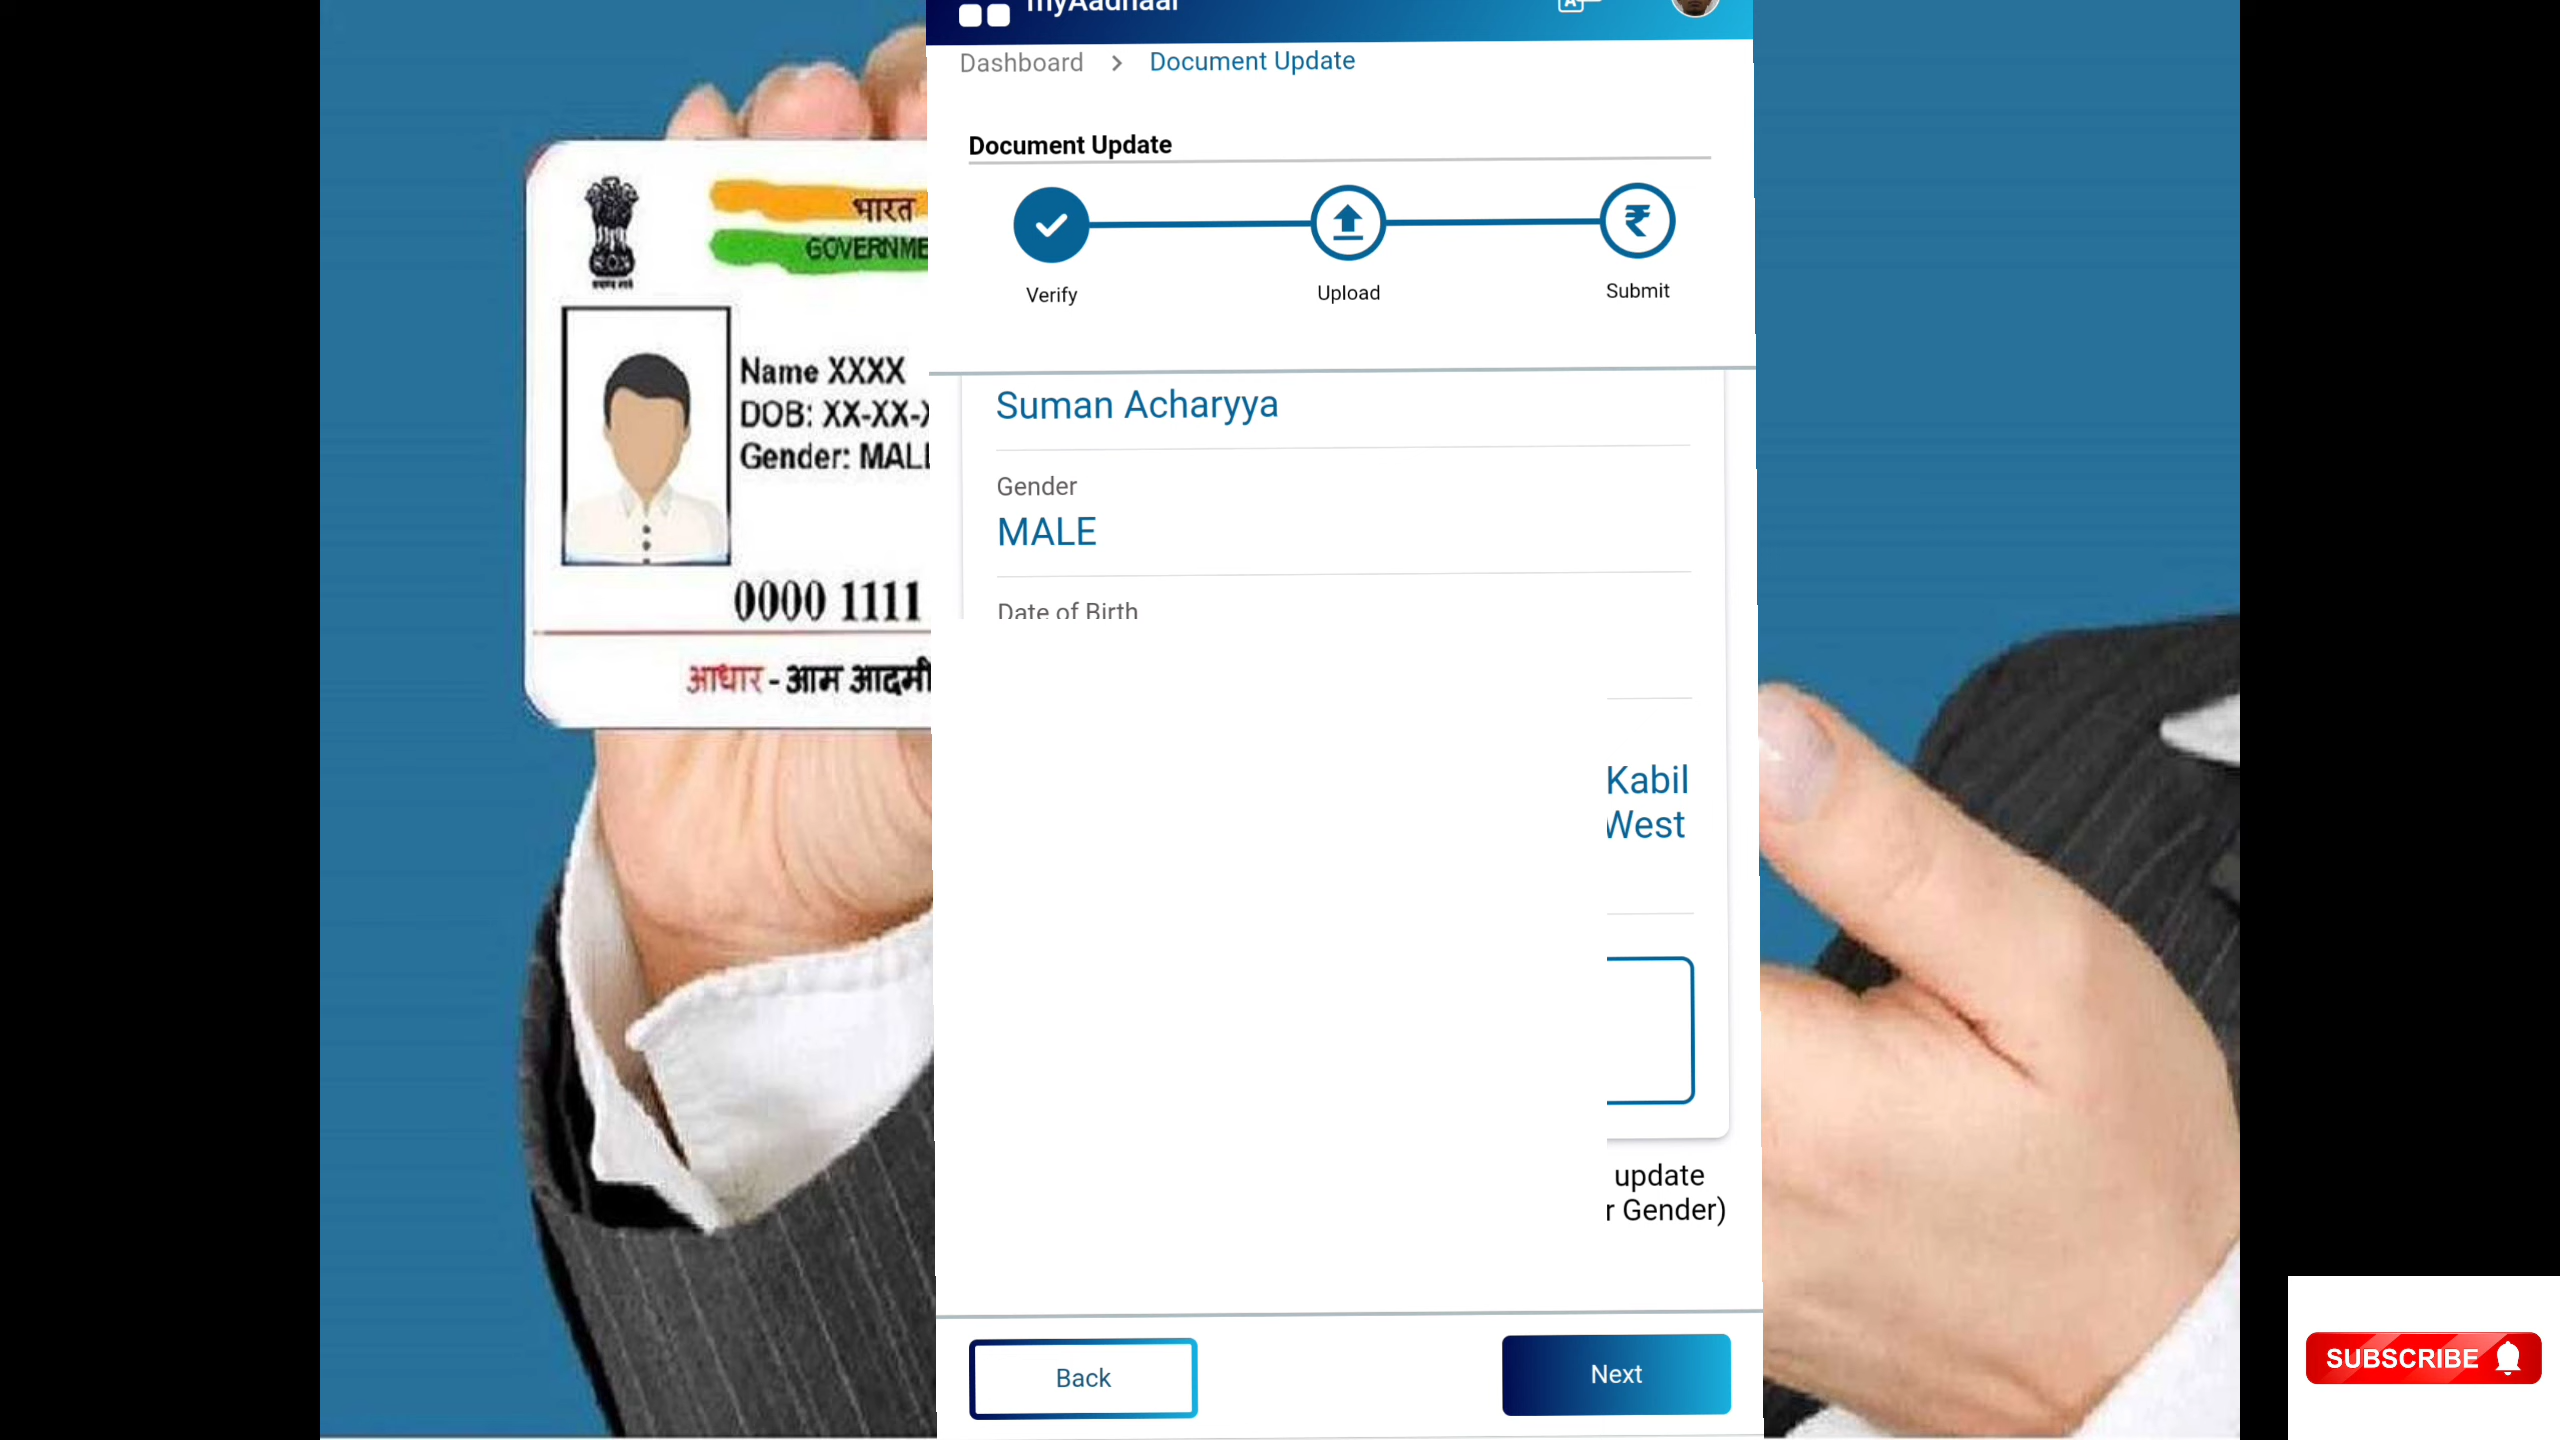 myAadhaar
Dashboard > Document Update
Document Update
Verify
Upload
Submit
Suman Acharyya
Gender
MALE
Date of Birth
Kabil
West
update
r Gender)
Back
Next
भारत
GOVERNME
Name XXXX
DOB: XX-XX-X
Gender: MALE
0000 1111
आधार - आम आदमी
SUBSCRIBE